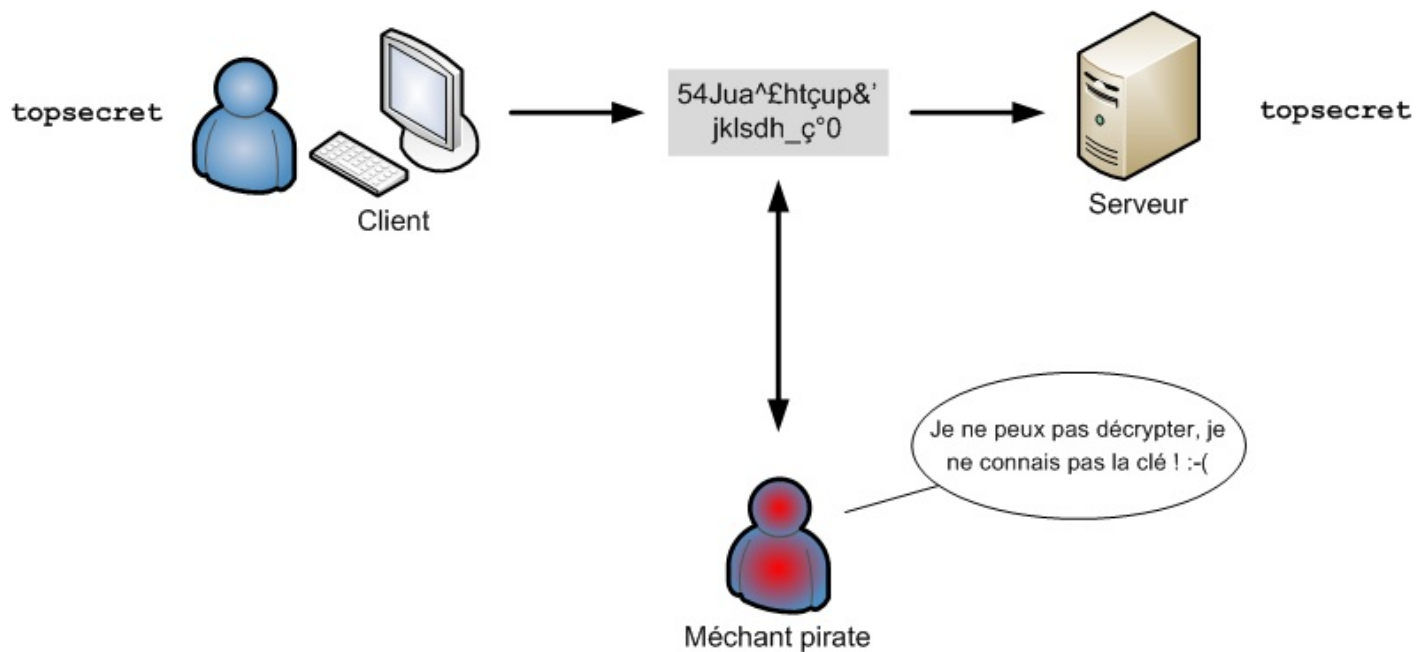 topsecret
Client
54Jua^£htçup&'
jklsdh_ç°0
Serveur
topsecret
Je ne peux pas décrypter, je
ne connais pas la clé ! :-(
Méchant pirate